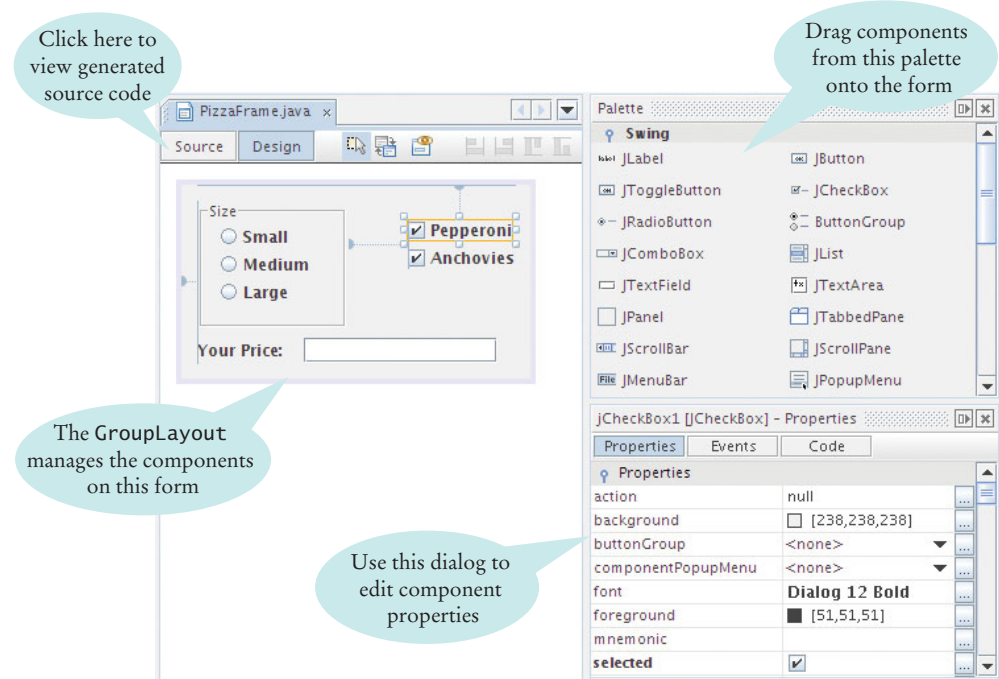 Click here to
view generated
source code
Drag components
from this palette
onto the form
PizzaFrame.java ×
Source Design
Size
Small
Medium
Large
Pepperoni
Anchovies
Your Price:
The GroupLayout
manages the components
on this form
Use this dialog to
edit component
properties
Palette
Swing
label JLabel OK JButton
OK JToggleButton JCheckBox
JRadioButton ButtonGroup
JComboBox JList
JTextField JTextArea
JPanel JTabbedPane
JScrollBar JScrollPane
File JMenuBar JPopupMenu
jCheckBox1 [JCheckBox] - Properties
Properties Events Code
Properties
action null ...
background [238,238,238] ...
buttonGroup <none> ...
componentPopupMenu <none> ...
font Dialog 12 Bold ...
foreground [51,51,51] ...
mnemonic ...
selected ...